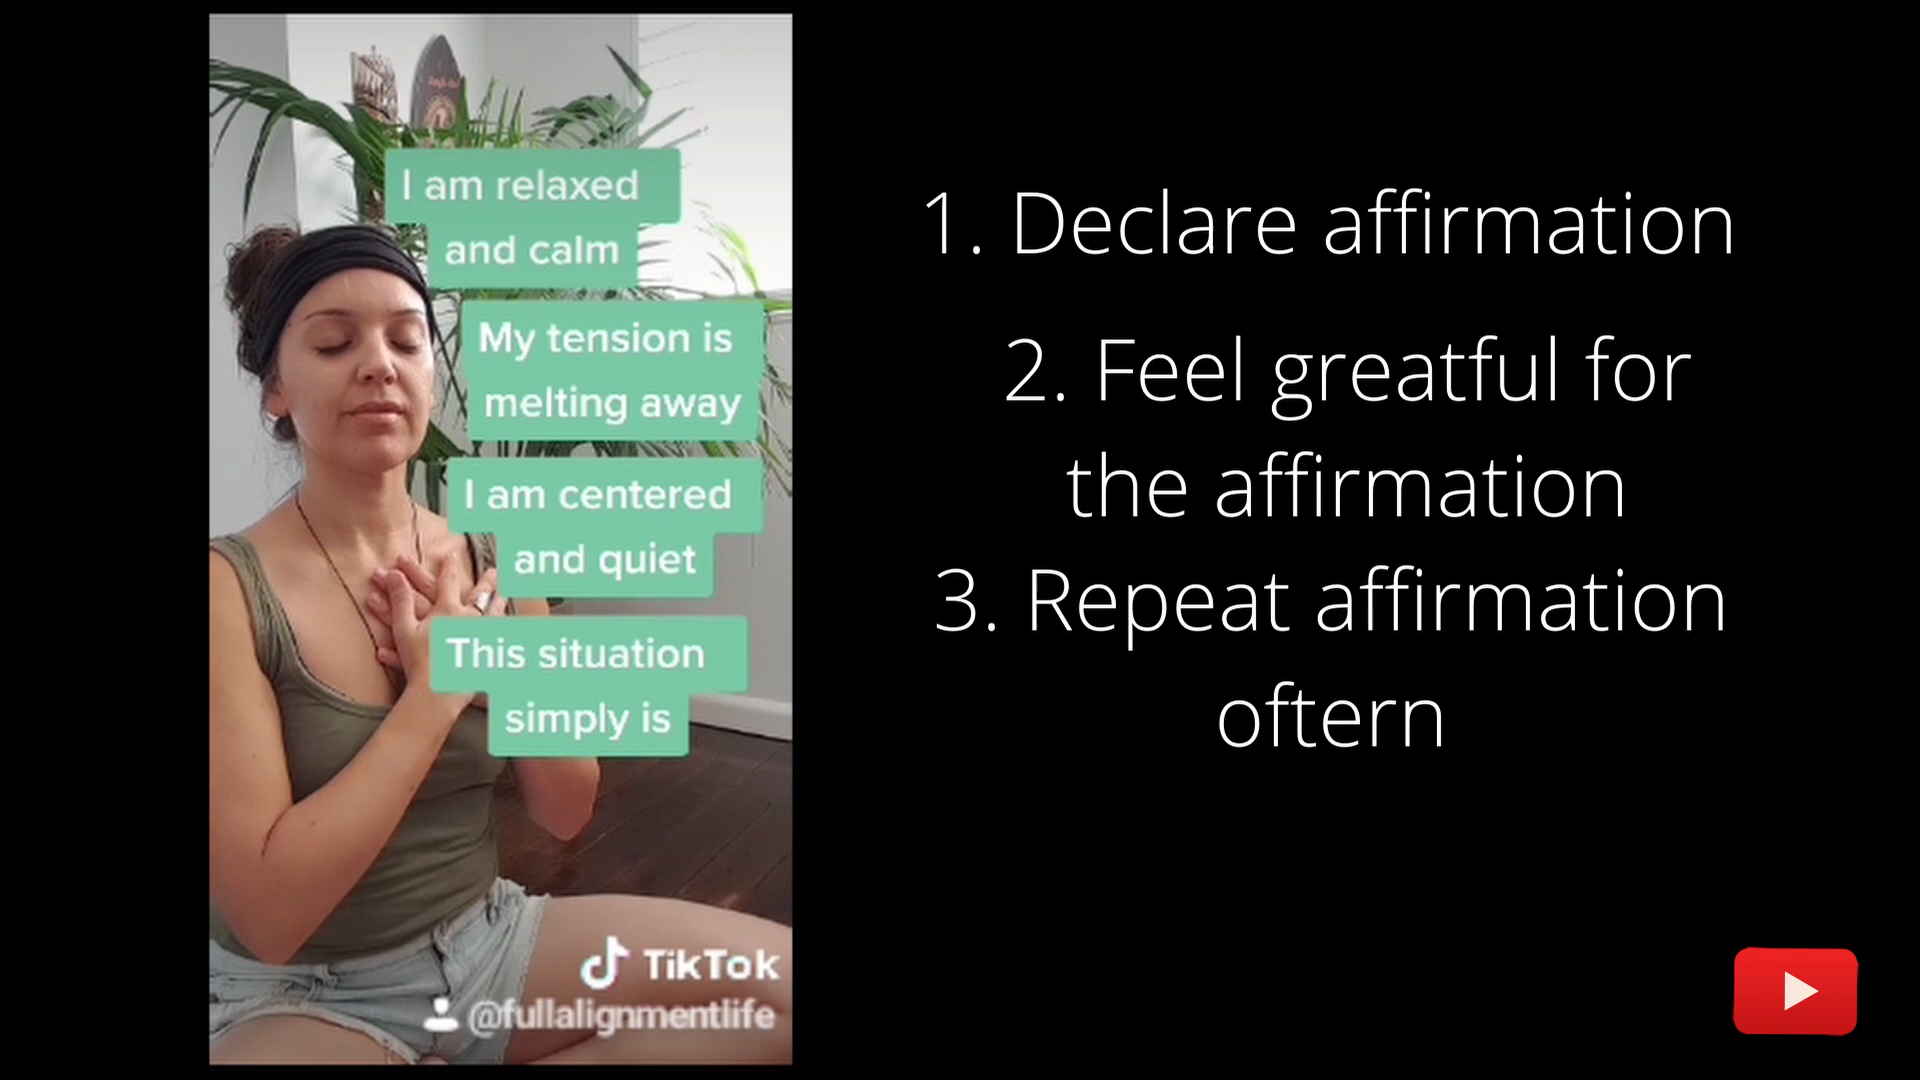 I am relaxed
and calm
My tension is
melting away
I am centered
and quiet
This situation
simply is
TikTok
@fullalignmentlife
1. Declare affirmation
2. Feel greatful for
the affirmation
3. Repeat affirmation
oftern